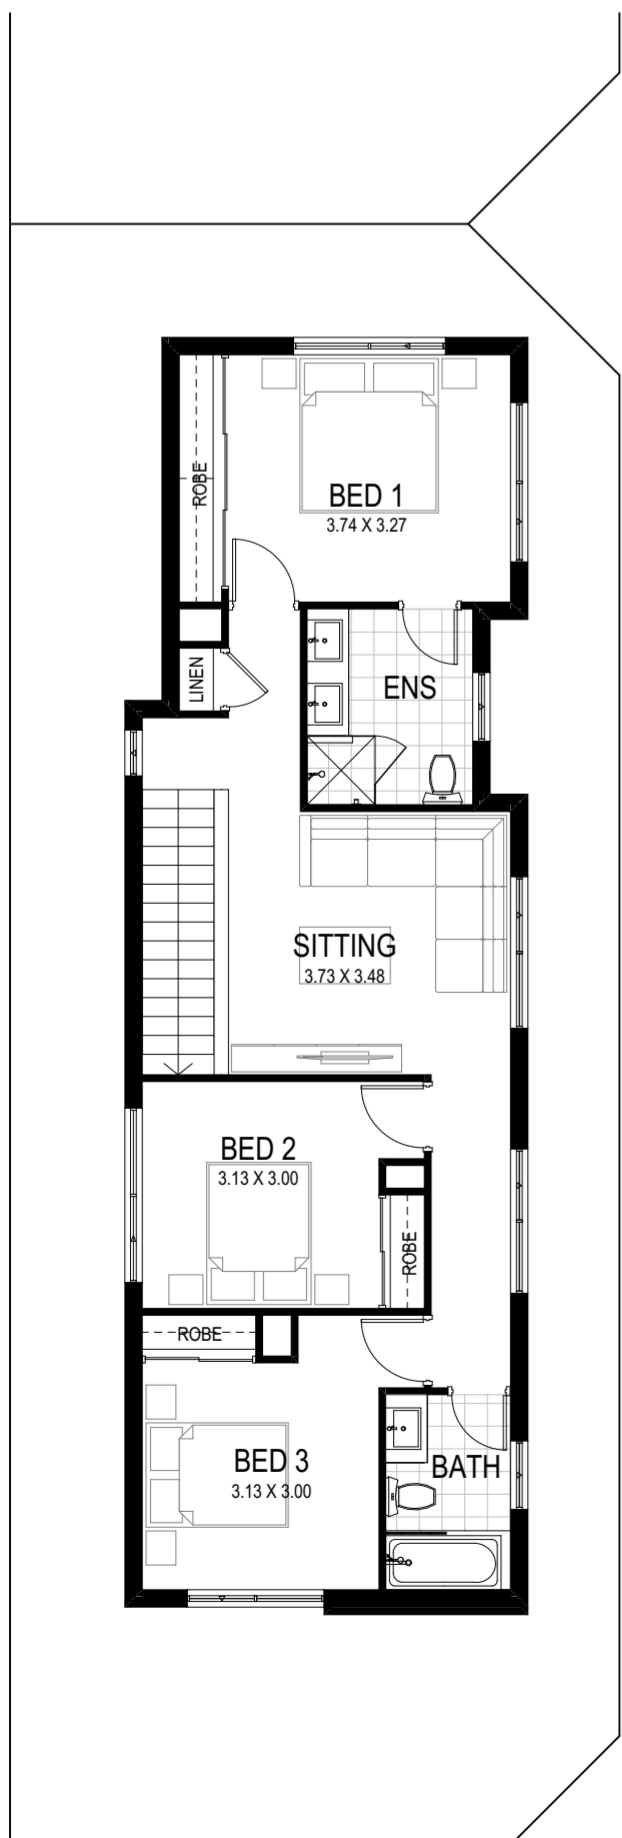 ROBE
BED 1
3.74 X 3.27
LINEN
ENS
SITTING
3.73 X 3.48
BED 2
3.13 X 3.00
ROBE
ROBE
BED 3
3.13 X 3.00
BATH